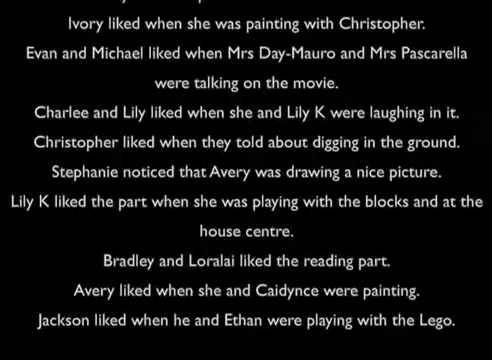 Ivory liked when she was painting with Christopher.
Evan and Michael liked when Mrs Day-Mauro and Mrs Pascarella
were talking on the movie.
Charlee and Lily liked when she and Lily K were laughing in it.
Christopher liked when they told about digging in the ground.
Stephanie noticed that Avery was drawing a nice picture.
Lily K liked the part when she was playing with the blocks and at the
house centre.
Bradley and Loralai liked the reading part.
Avery liked when she and Caidynce were painting.
Jackson liked when he and Ethan were playing with the Lego.